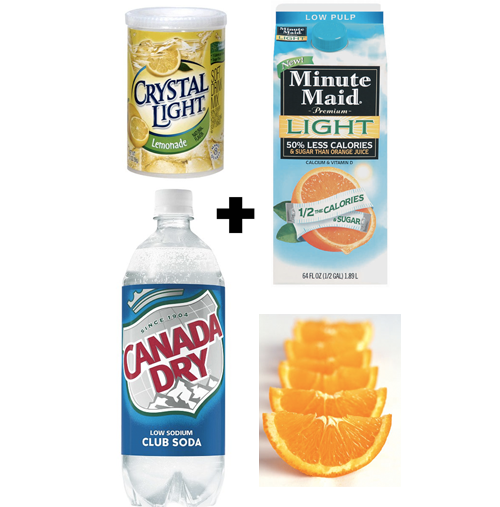 CRYSTAL
LIGHT
Lemonade
LOW PULP
Minute Maid
LIGHT
New!
Minute
Maid
Premium
LIGHT
50% LESS CALORIES
& SUGAR THAN ORANGE JUICE
CALCIUM & VITAMIN D
1/2 THE CALORIES
& SUGAR
64 FL OZ (1/2 GAL) 1.89 L
SINCE 1904
CANADA
DRY
LOW SODIUM
CLUB SODA